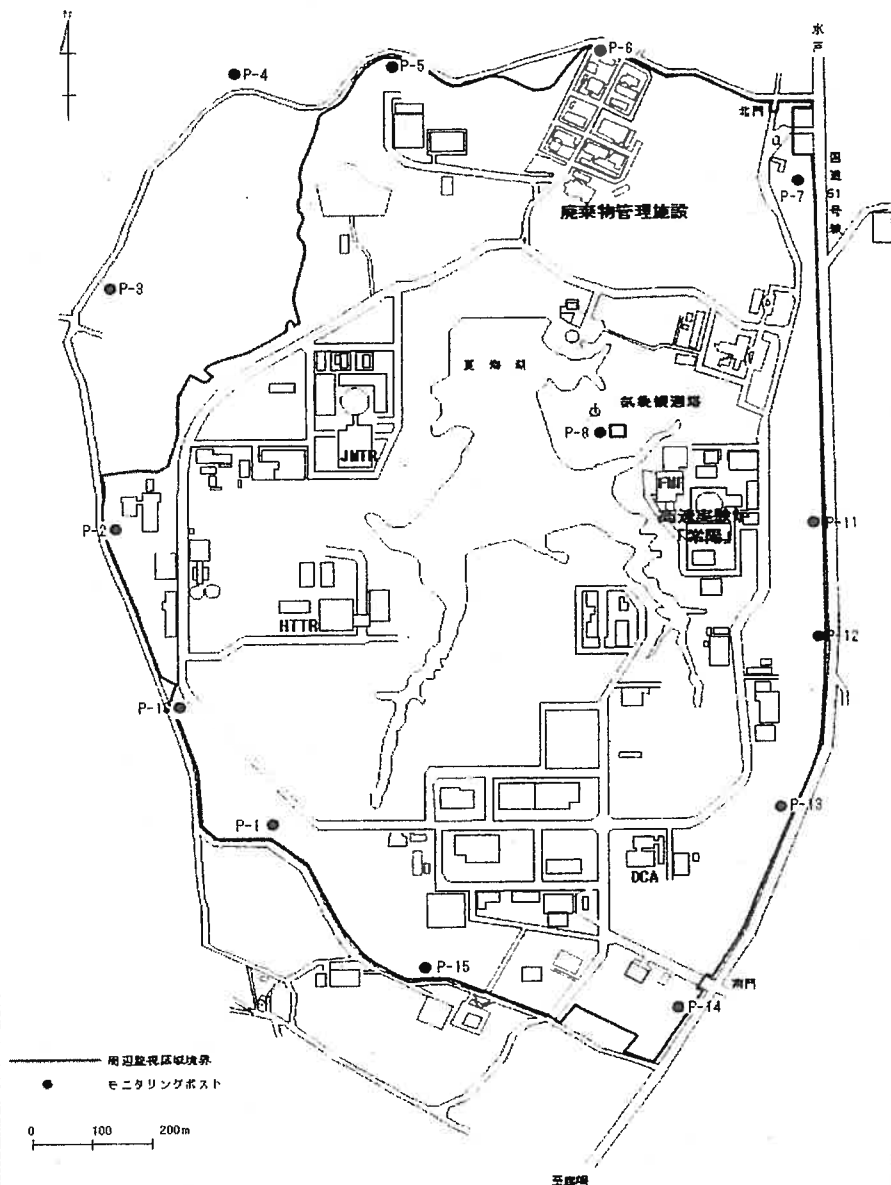 N
水戸
P-6
P-5
P-4
北門
P-7
国道51号線
廃棄物管理施設
P-3
夏海湖
気象観測塔
P-8
JMTR
FMF
高速実験炉
「常陽」
P-11
P-2
HTTR
P-12
P-1
P-13
DCA
P-15
南門
P-14
周辺監視区域境界
モニタリングポスト
0 100 200m